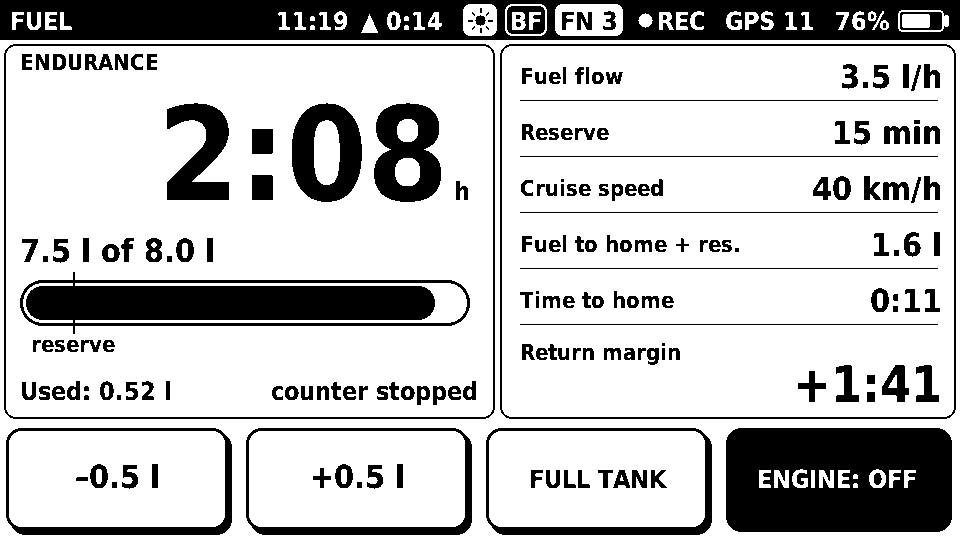 FUEL 11:19 ▲ 0:14 BF FN 3 ●REC GPS 11 76%
ENDURANCE
2:08 h
7.5 l of 8.0 l
reserve
Used: 0.52 l counter stopped
Fuel flow 3.5 l/h
Reserve 15 min
Cruise speed 40 km/h
Fuel to home + res. 1.6 l
Time to home 0:11
Return margin +1:41
–0.5 l +0.5 l FULL TANK ENGINE: OFF